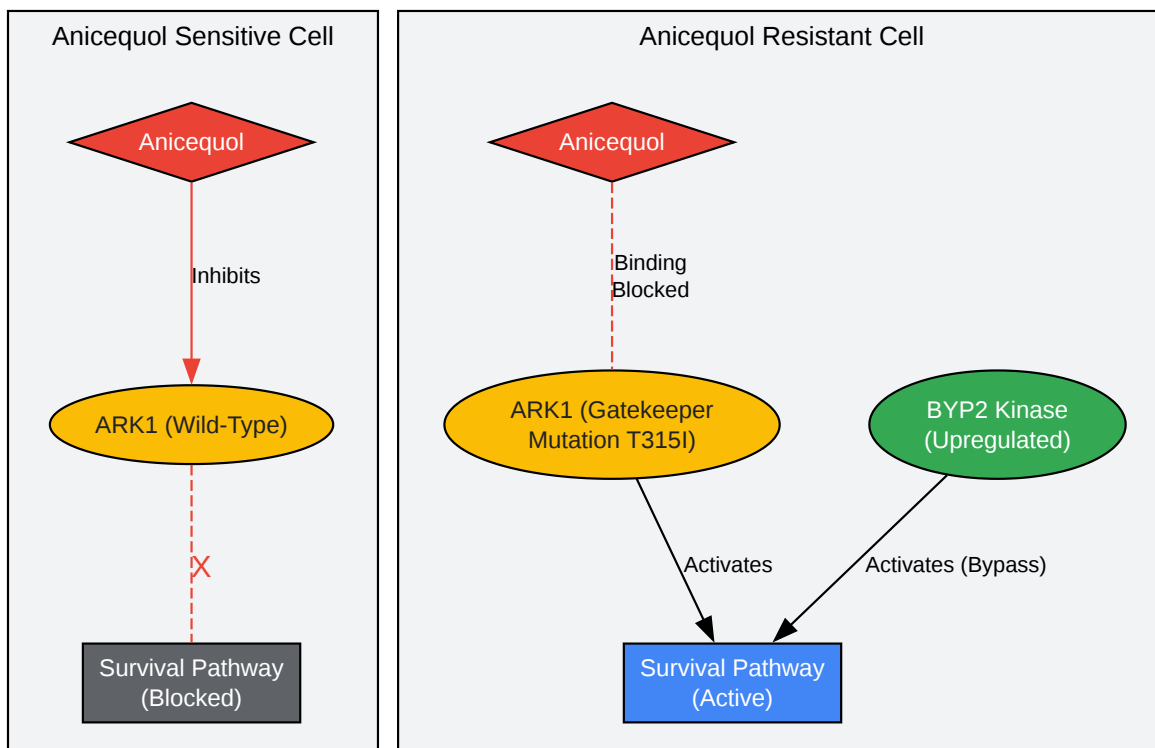 Anicequol Sensitive Cell
Anicequol
Inhibits
ARK1 (Wild-Type)
X
Survival Pathway
(Blocked)
Anicequol Resistant Cell
Anicequol
Binding
Blocked
ARK1 (Gatekeeper
Mutation T315I)
BYP2 Kinase
(Upregulated)
Activates
Activates (Bypass)
Survival Pathway
(Active)